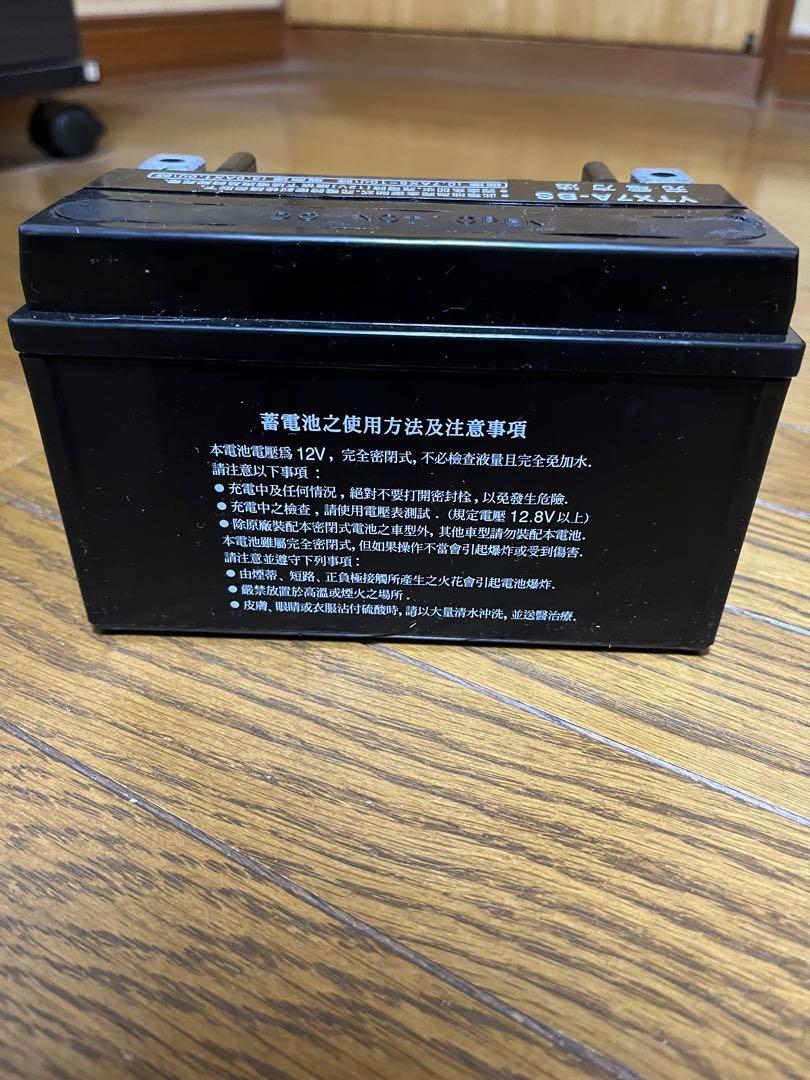 YTX7A-BS
充電方法
蓄電池之使用方法及注意事項
本電池電壓爲 12V，完全密閉式，不必檢查液量且完全免加水．
請注意以下事項：
● 充電中及任何情況，絕對不要打開密封栓，以免發生危險．
● 充電中之檢查，請使用電壓表測試．（規定電壓 12.8V 以上）
● 除原廠裝配本密閉式電池之車型外，其他車型請勿裝配本電池．
本電池雖屬完全密閉式，但如果操作不當會引起爆炸或受到傷害．
請注意並遵守下列事項：
● 由煙蒂、短路、正負極接觸所產生之火花會引起電池爆炸．
● 嚴禁放置於高溫或煙火之場所．
● 皮膚、眼睛或衣服沾付硫酸時，請以大量清水沖洗，並送醫治療．